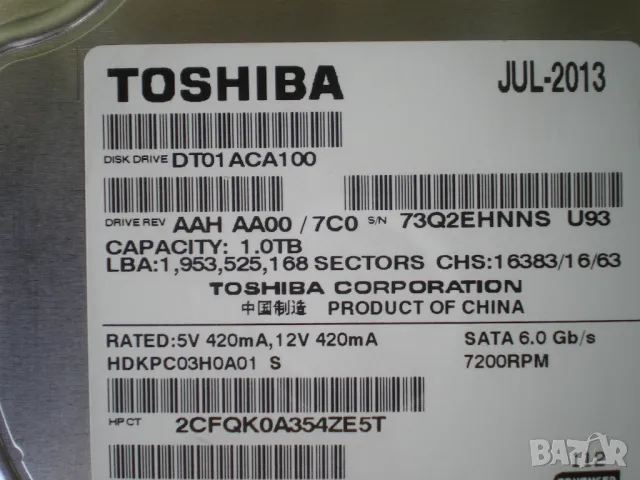 TOSHIBA
JUL-2013
DISK DRIVE DT01ACA100
DRIVE REV AAH AA00 / 7C0 S/N 73Q2EHNNS U93
CAPACITY: 1.0TB
LBA:1,953,525,168 SECTORS CHS:16383/16/63
TOSHIBA CORPORATION
中国制造 PRODUCT OF CHINA
RATED:5V 420mA,12V 420mA SATA 6.0 Gb/s
HDKPC03H0A01 S 7200RPM
HP CT 2CFQK0A354ZE5T
112
BAZAR